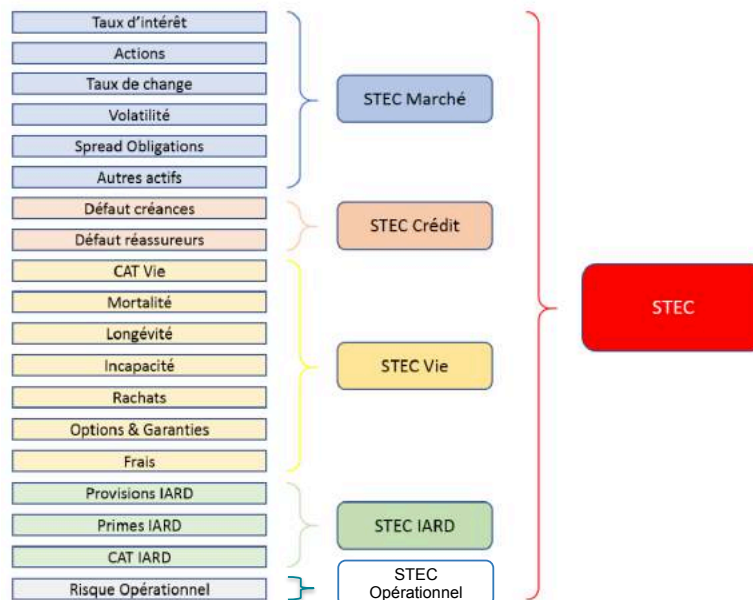 Taux d'intérêt
Actions
Taux de change
Volatilité
Spread Obligations
Autres actifs
STEC Marché
Défaut créances
Défaut réassureurs
STEC Crédit
CAT Vie
Mortalité
Longévité
Incapacité
Rachats
Options & Garanties
Frais
STEC Vie
Provisions IARD
Primes IARD
CAT IARD
STEC IARD
Risque Opérationnel
STEC
Opérationnel
STEC